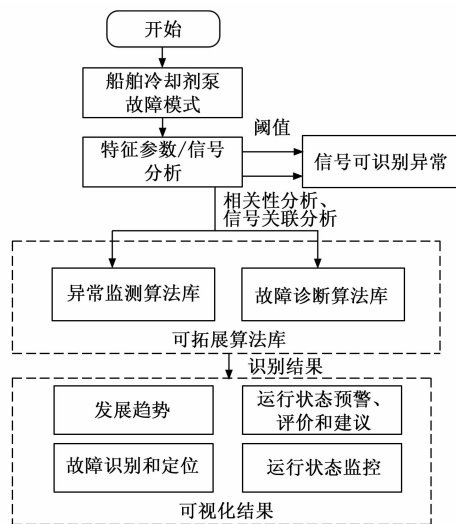 开始
船舶冷却剂泵
故障模式
特征参数/信号
分析
阈值
信号可识别异常
相关性分析、
信号关联分析
异常监测算法库
故障诊断算法库
可拓展算法库
识别结果
发展趋势
运行状态预警、
评价和建议
故障识别和定位
运行状态监控
可视化结果